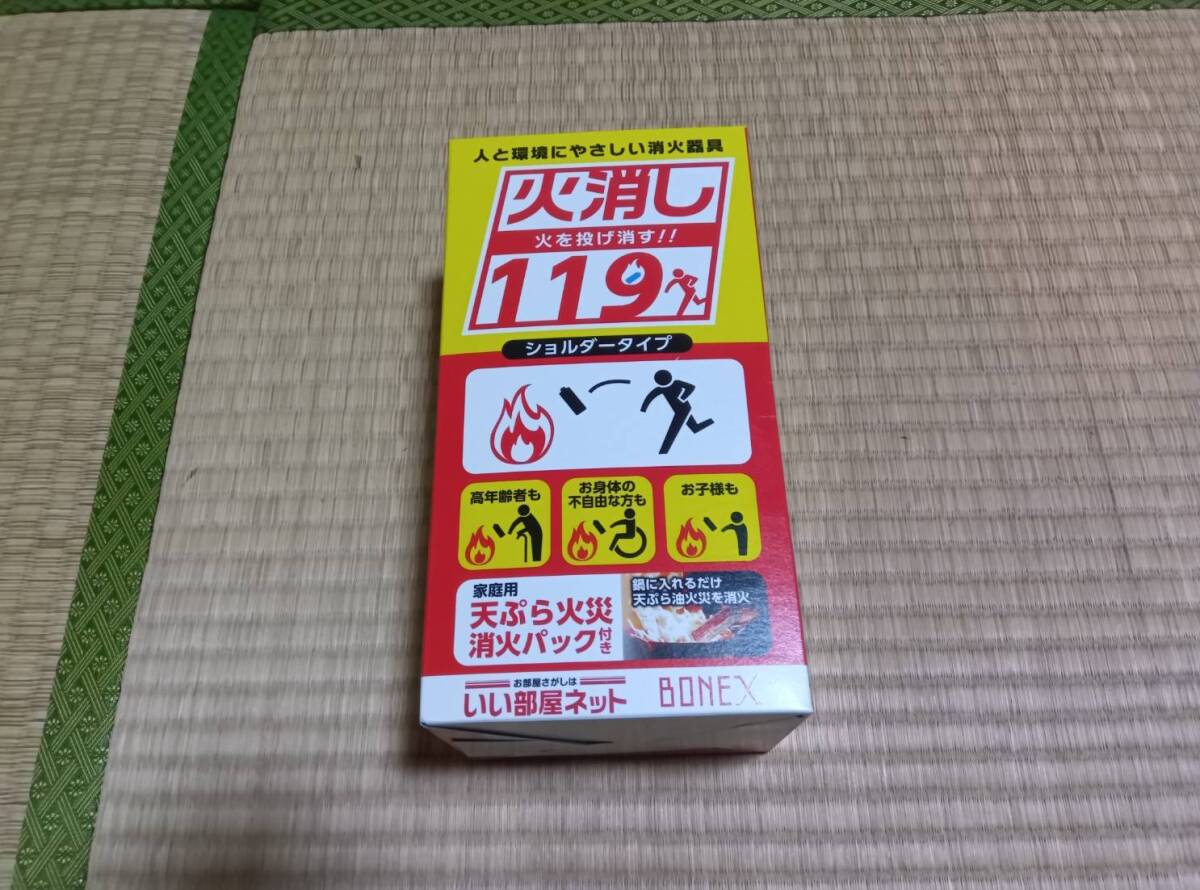 人と環境にやさしい消火器具
火消し
火を投げ消す!!
119
ショルダータイプ
高年齢者も
お身体の
不自由な方も
お子様も
家庭用
天ぷら火災
消火パック付き
鍋に入れるだけ
天ぷら油火災を消火
お部屋さがしは
いい部屋ネット
BONEX